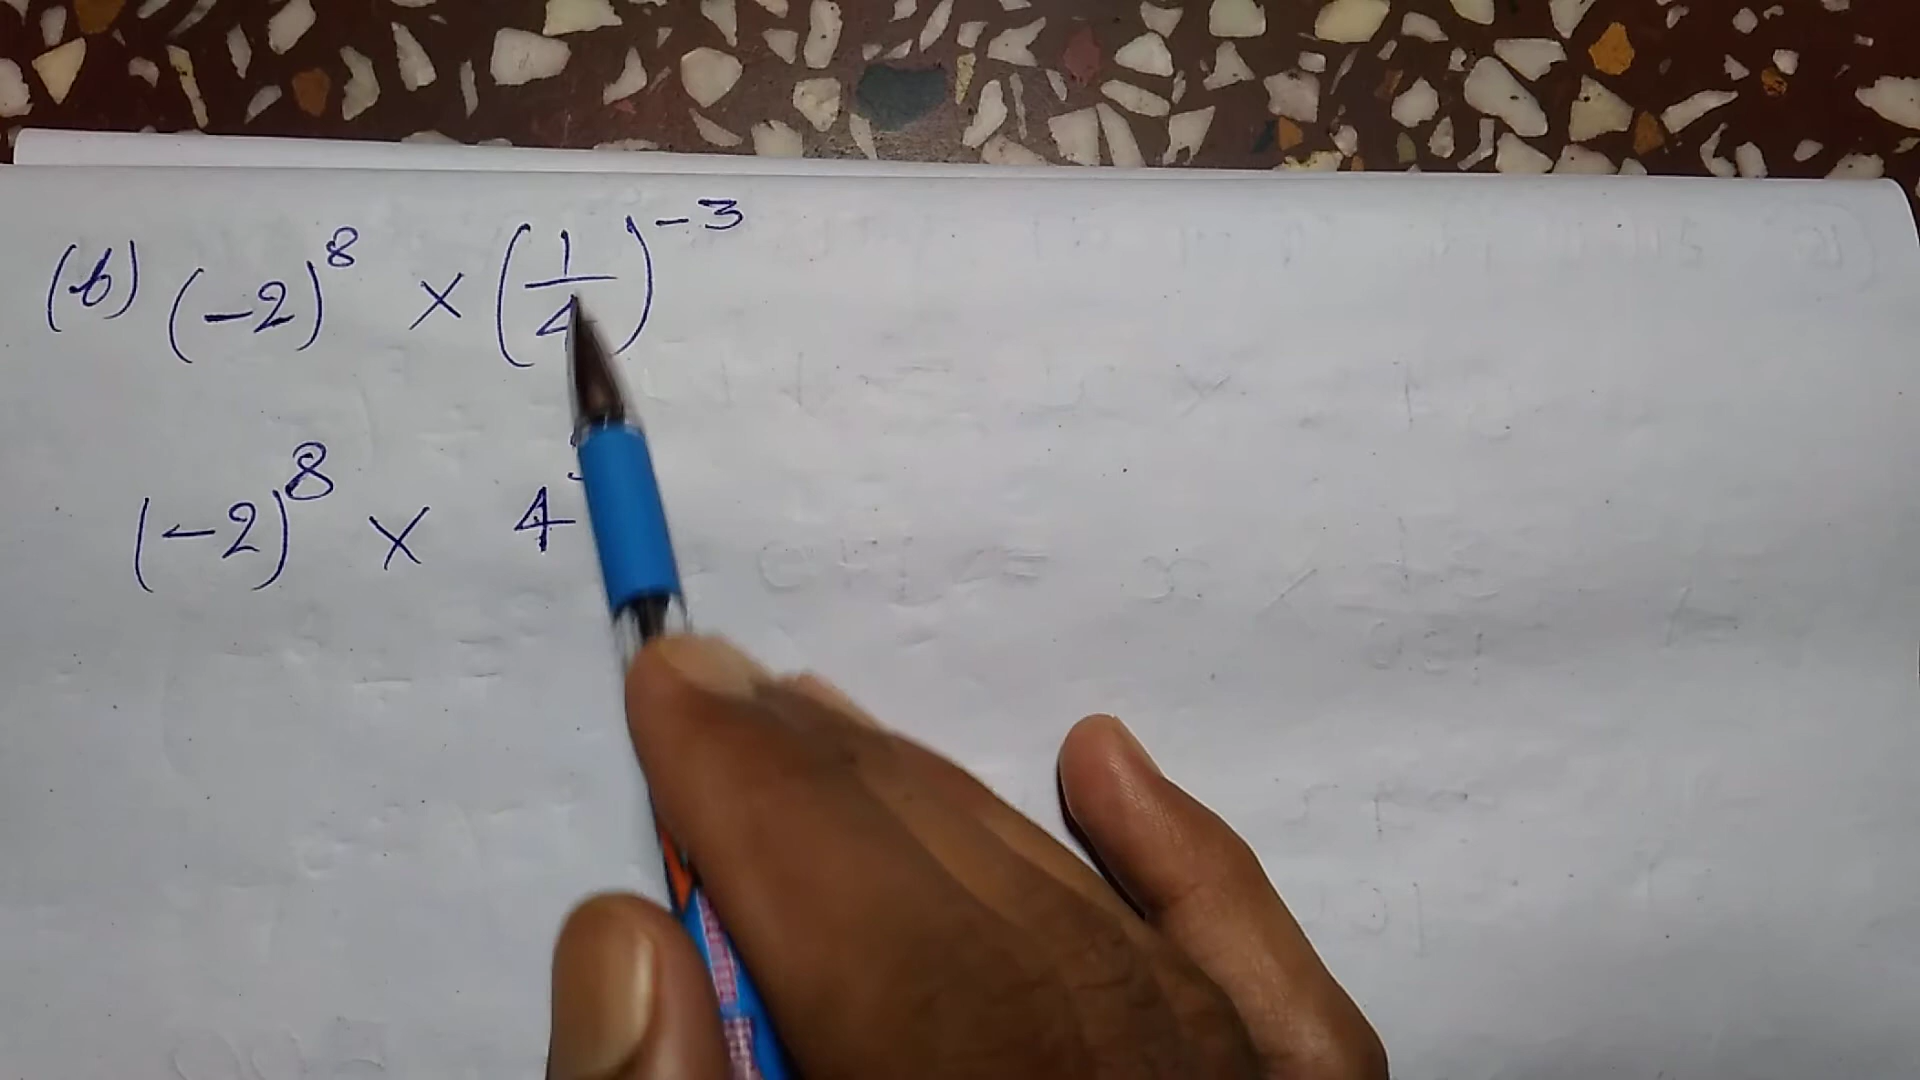 (b) (-2)^8 × (1/4)^-3
(-2)^8 × 4